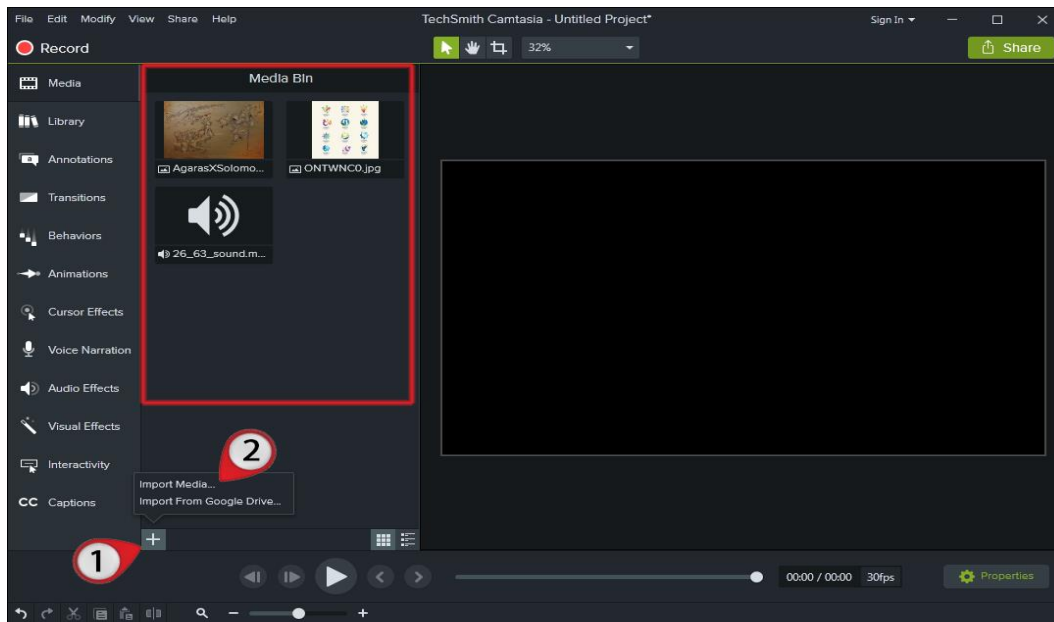 File Edit Modify View Share Help TechSmith Camtasia - Untitled Project* Sign In
Record 32% Share
Media
Library
Annotations
Transitions
Behaviors
Animations
Cursor Effects
Voice Narration
Audio Effects
Visual Effects
Interactivity
CC Captions
Media Bin
AgarasXSolomo... ONTWNC0.jpg
26_63_sound.m...
2
Import Media...
Import From Google Drive...
1
00:00 / 00:00 30fps Properties